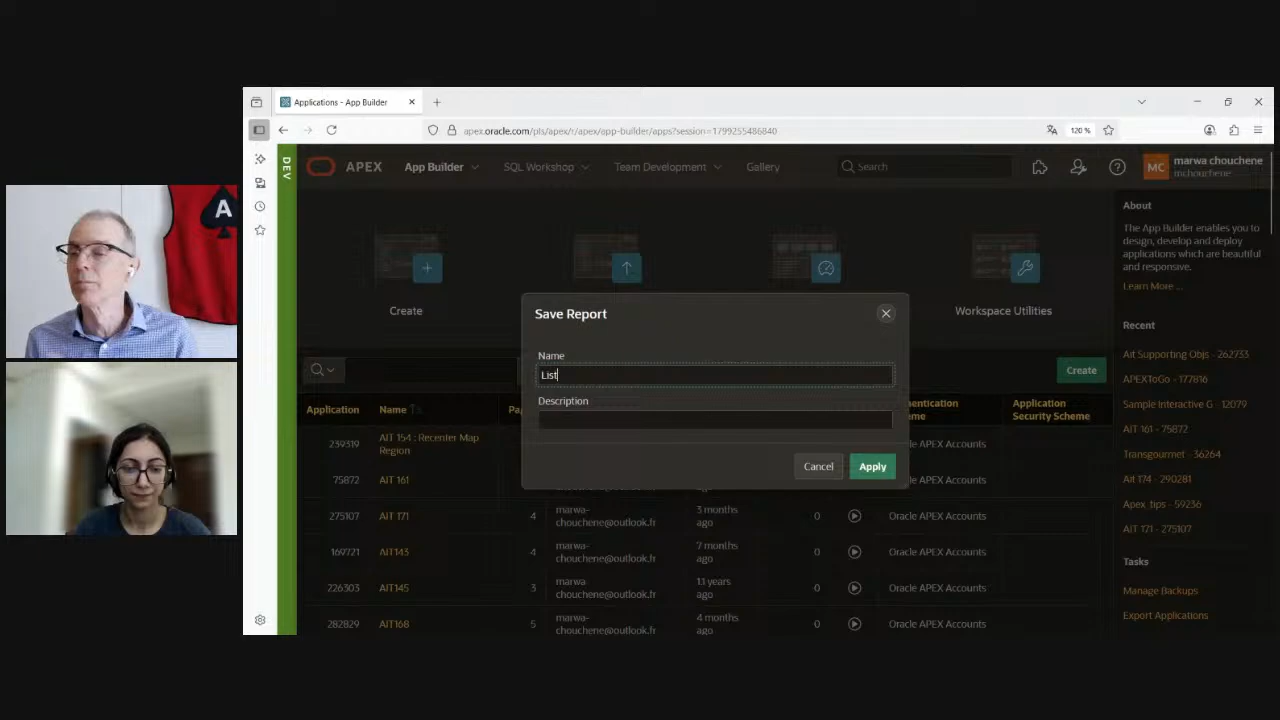 A
Applications - App Builder
apex.oracle.com/pls/apex/r/apex/app-builder/apps?session=1799255486840
120 %
DEV
APEX
App Builder
SQL Workshop
Team Development
Gallery
Search
MC
marwa chouchene
mchourhene
Create
Workspace Utilities
About
The App Builder enables you to
design, develop and deploy
applications which are beautiful
and responsive.
Learn More ...
Recent
Ait Supporting Objs - 262733
APEXToGo - 177816
Sample Interactive G - 12079
AIT 161 - 75872
Transgourmet - 36264
Ait 174 - 290281
Apex_tips - 59236
AIT 171 - 275107
Tasks
Manage Backups
Export Applications
Save Report
Name
List
Description
Cancel
Apply
Create
Application
Name
Application
Security Scheme
239319
AIT 154 : Recenter Map
Region
Oracle APEX Accounts
75872
AIT 161
Oracle APEX Accounts
275107
AIT 171
4
marwa-
chouchene@outlook.fr
3 months
ago
0
Oracle APEX Accounts
169721
AIT143
4
marwa-
chouchene@outlook.fr
7 months
ago
0
Oracle APEX Accounts
226303
AIT145
3
marwa-
chouchene@outlook.fr
1.1 years
ago
0
Oracle APEX Accounts
282829
AIT168
5
marwa-
chouchene@outlook.fr
4 months
ago
0
Oracle APEX Accounts